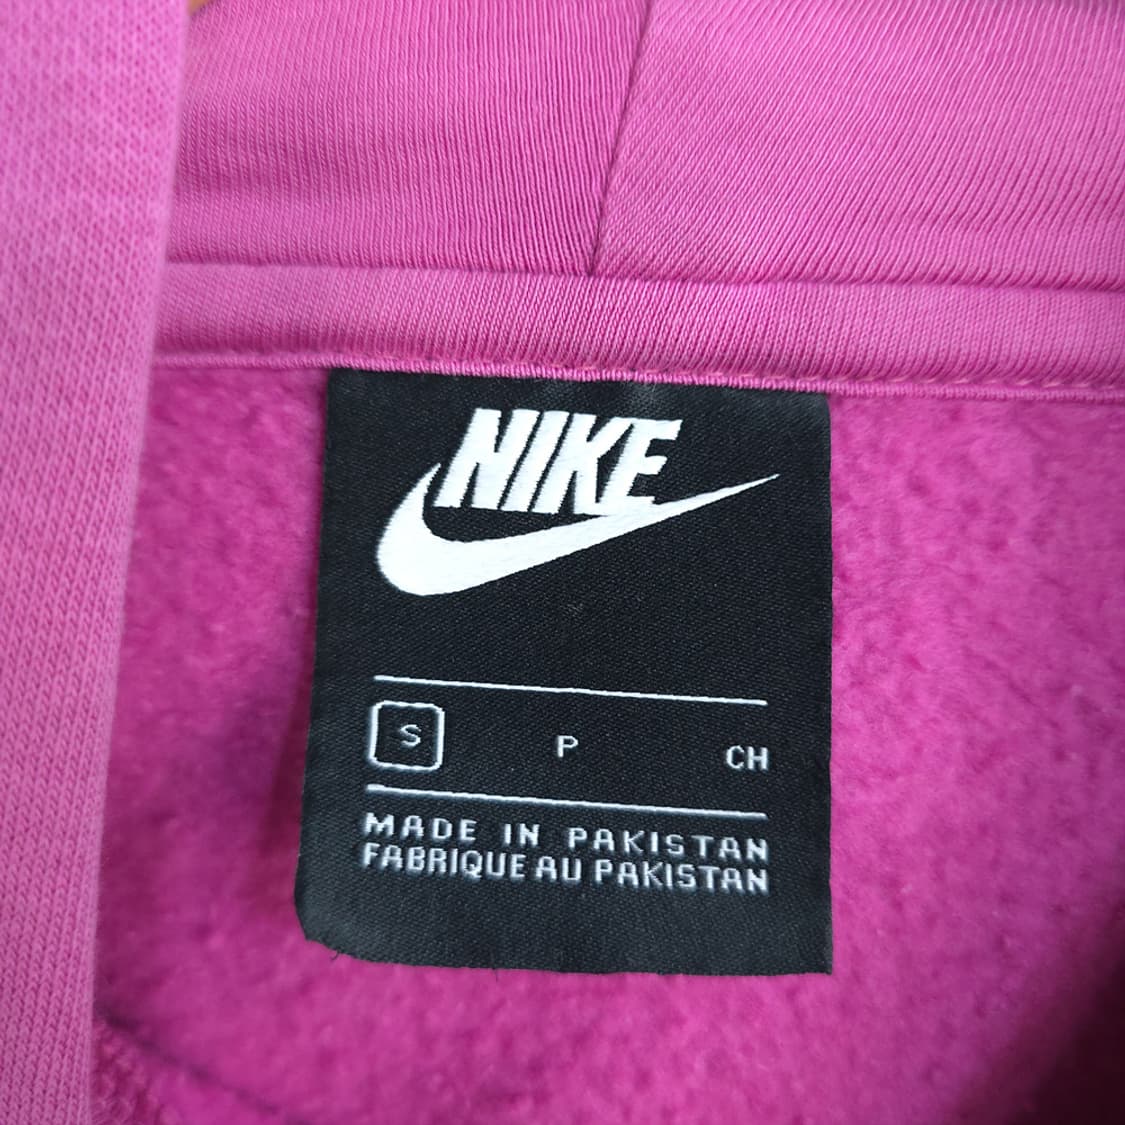 NIKE
S P CH
MADE IN PAKISTAN
FABRIQUE AU PAKISTAN